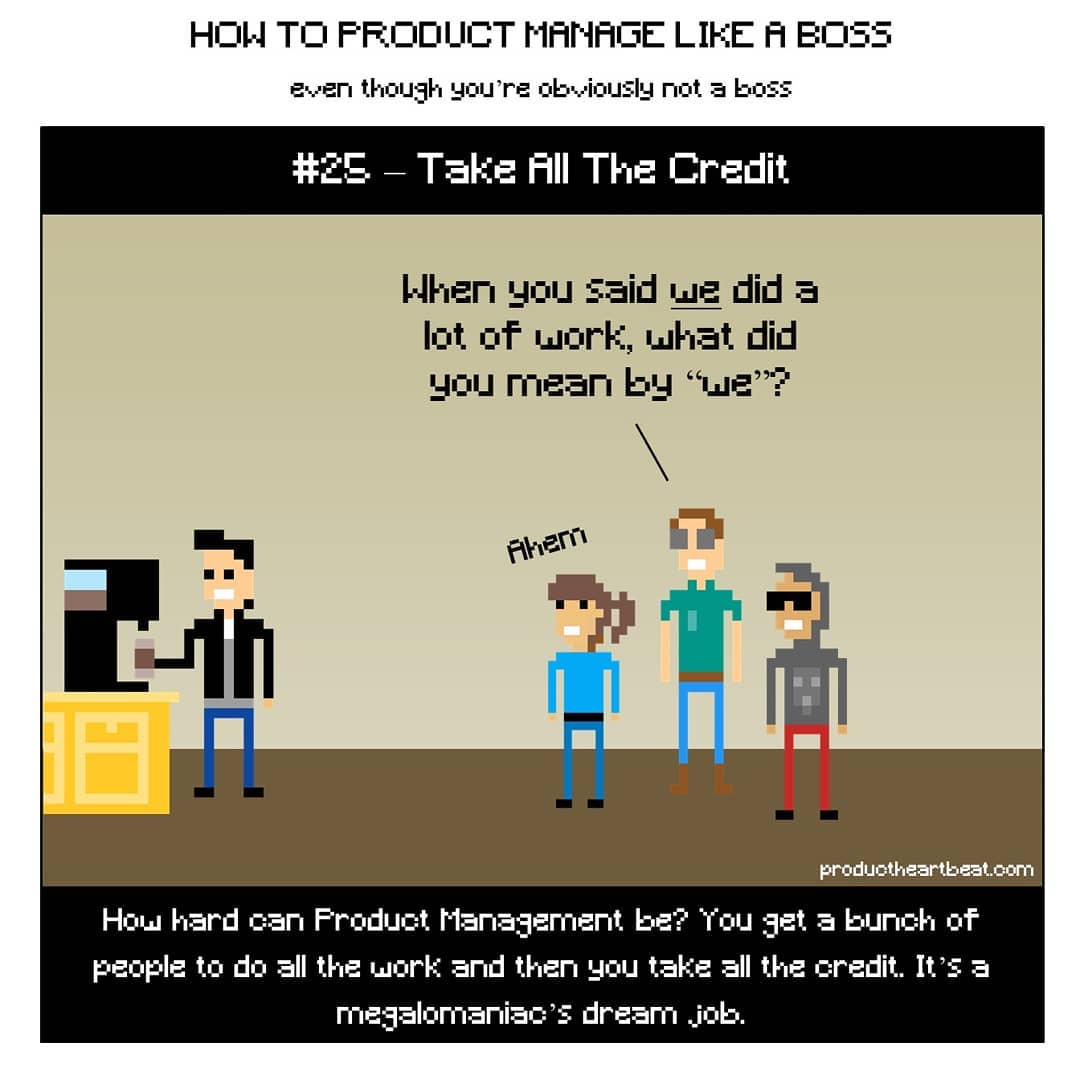 HOW TO PRODUCT MANAGE LIKE A BOSS
even though you're obviously not a boss
#25 – Take All The Credit
When you said we did a
lot of work, what did
you mean by “we”?
Ahem
productheartbeat.com
How hard can Product Management be? You get a bunch of
people to do all the work and then you take all the credit. It’s a
megalomaniac’s dream job.